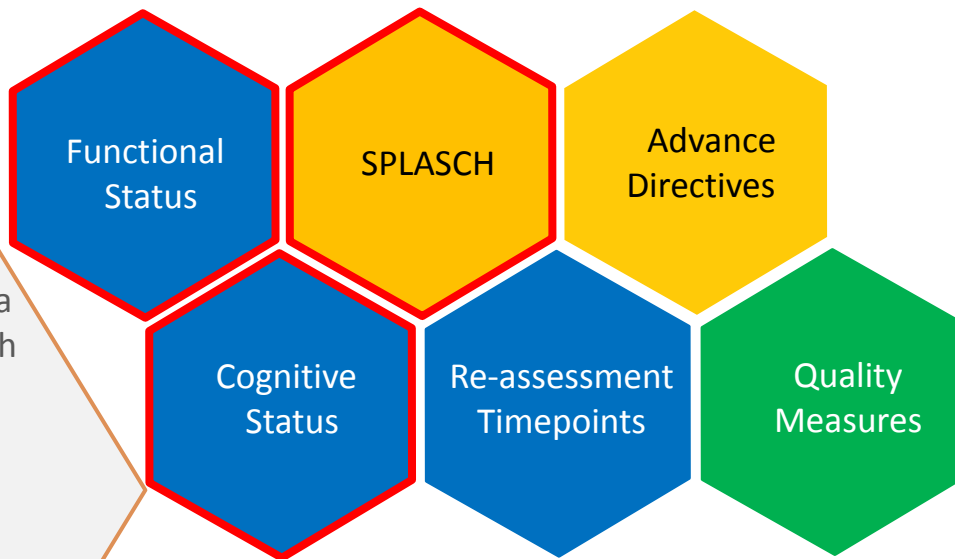 Functional
Status
SPLASCH
Advance
Directives
a
h
Cognitive
Status
Re-assessment
Timepoints
Quality
Measures